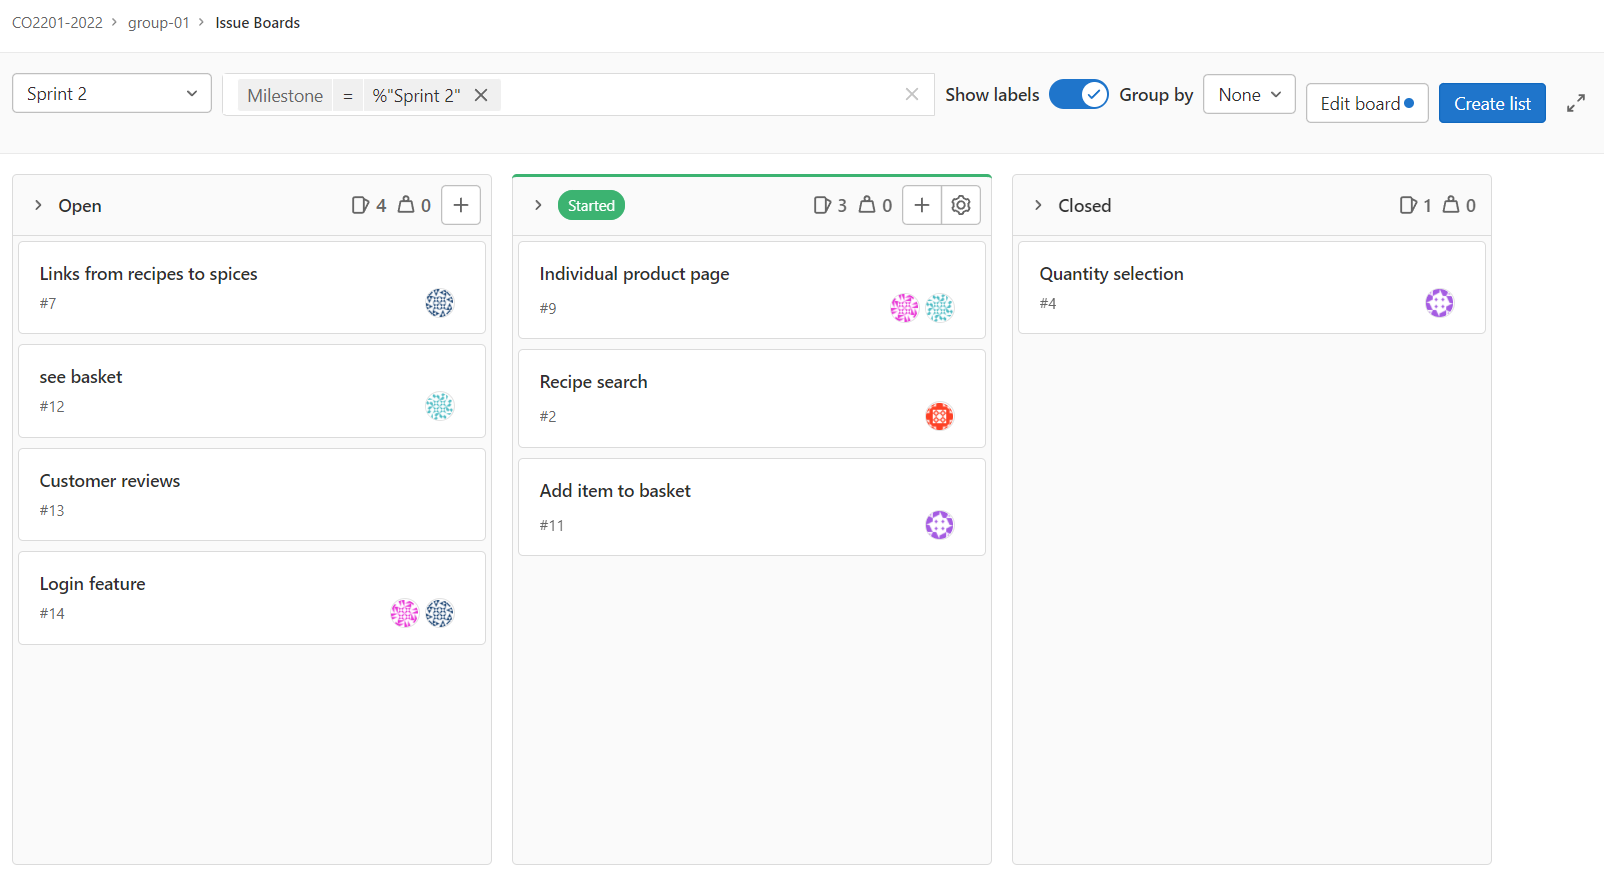 CO2201-2022 > group-01 > Issue Boards
Sprint 2
Milestone = %"Sprint 2"
Show labels
Group by
None
Edit board
Create list
Open 4 0
Links from recipes to spices
#7
see basket
#12
Customer reviews
#13
Login feature
#14
Started 3 0
Individual product page
#9
Recipe search
#2
Add item to basket
#11
Closed 1 0
Quantity selection
#4